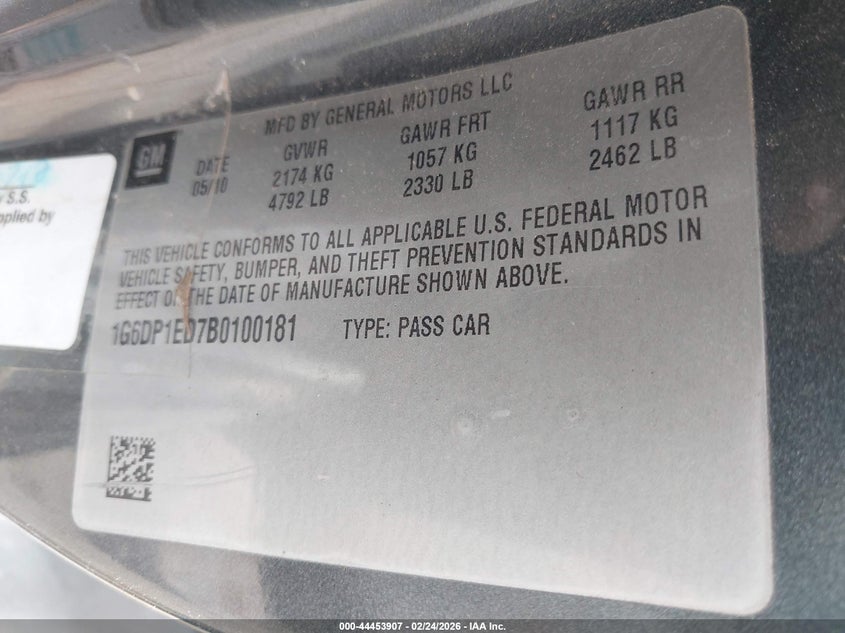 S.S.
pplied by
GM
MFD BY GENERAL MOTORS LLC
DATE GVWR GAWR FRT GAWR RR
05/10 2174 KG 1057 KG 1117 KG
4792 LB 2330 LB 2462 LB
THIS VEHICLE CONFORMS TO ALL APPLICABLE U.S. FEDERAL MOTOR
VEHICLE SAFETY, BUMPER, AND THEFT PREVENTION STANDARDS IN
EFFECT ON THE DATE OF MANUFACTURE SHOWN ABOVE.
1G6DP1ED7B0100181 TYPE: PASS CAR
000-44453907 - 02/24/2026 - IAA Inc.